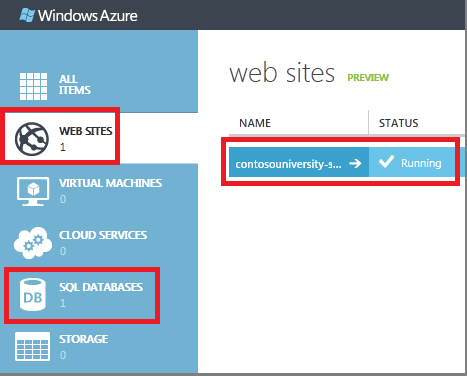 Windows Azure
ALL
ITEMS
WEB SITES
1
VIRTUAL MACHINES
0
CLOUD SERVICES
0
SQL DATABASES
DB
1
STORAGE
0
web sites PREVIEW
NAME STATUS
contosouniversity-s... → Running